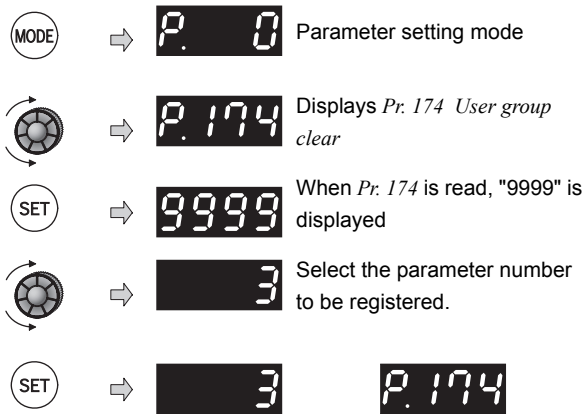 MODE
P. 0
Parameter setting mode
P.174
Displays Pr. 174 User group
clear
SET
9999
When Pr. 174 is read, "9999" is
displayed
3
Select the parameter number
to be registered.
SET
3
P.174